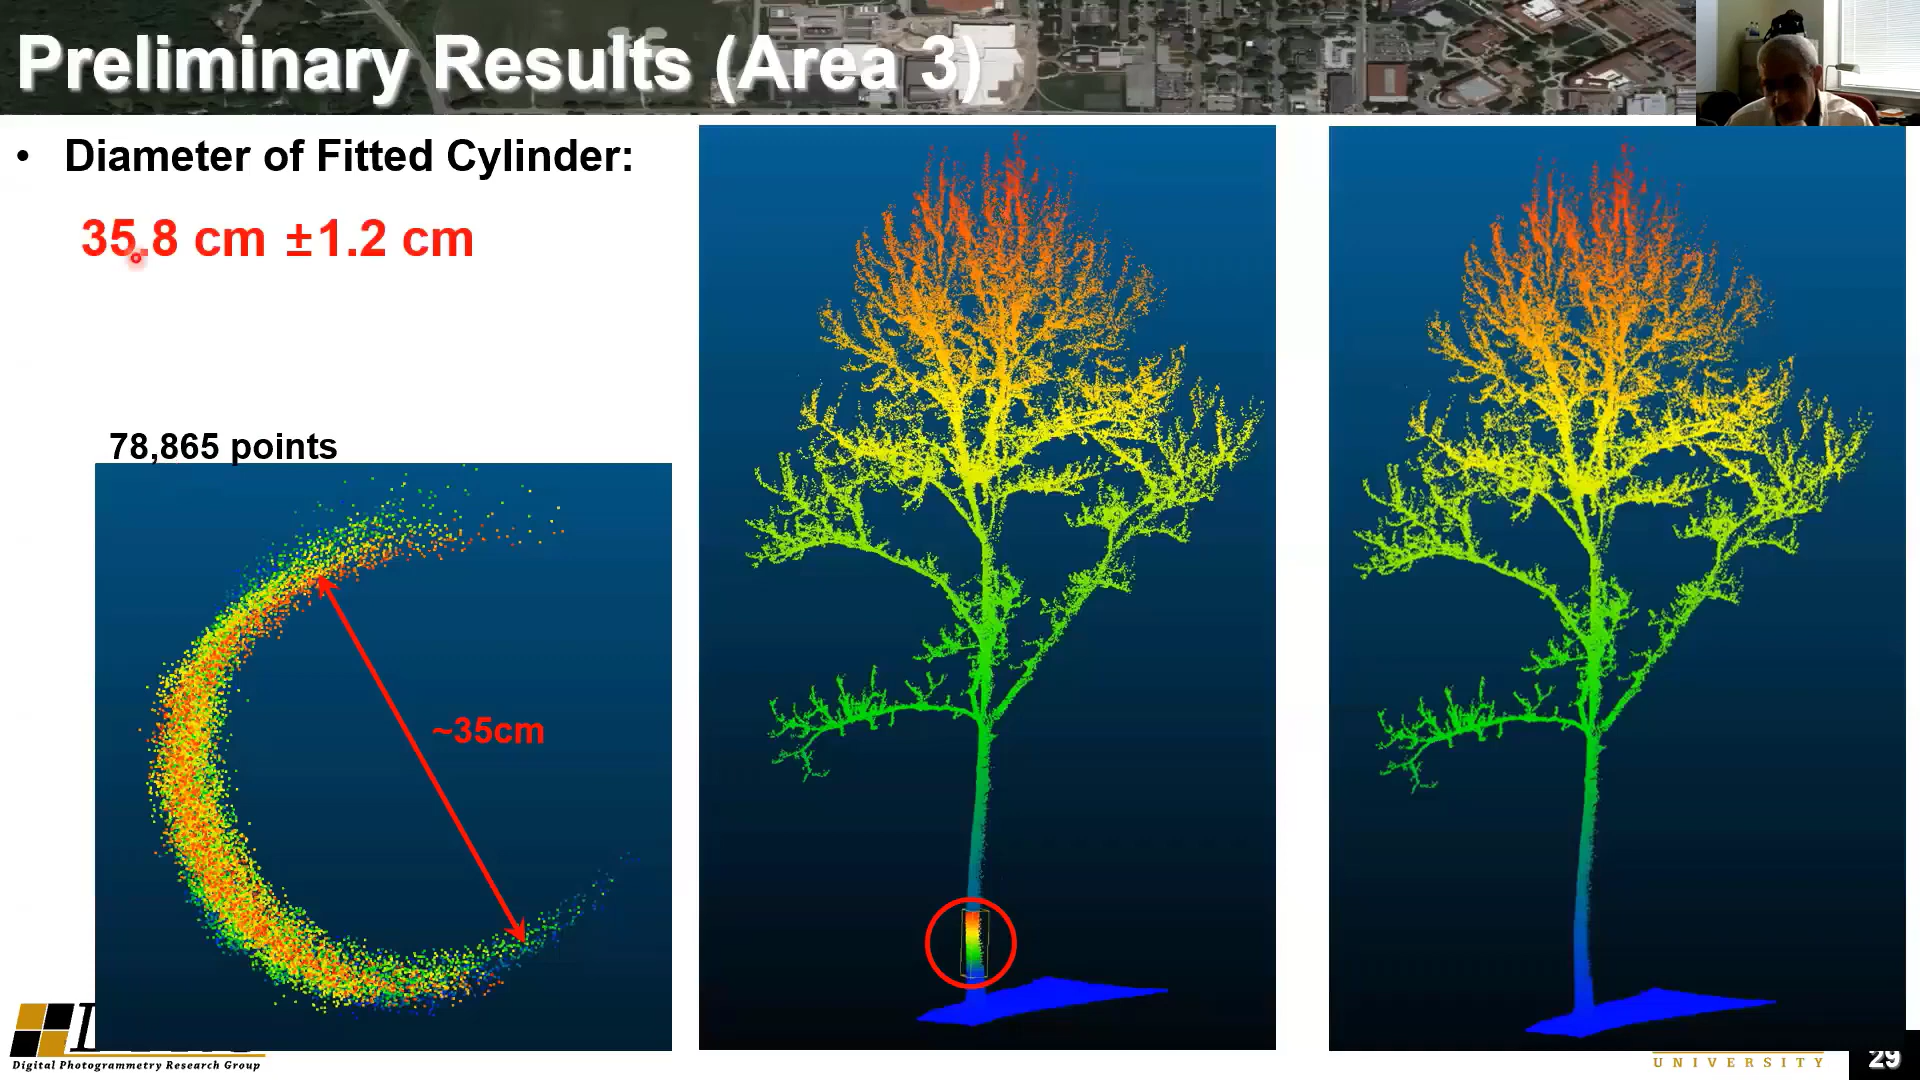 Preliminary Results (Area 3)
• Diameter of Fitted Cylinder:
35.8 cm ±1.2 cm
78,865 points
~35cm
Digital Photogrammetry Research Group
UNIVERSITY
29